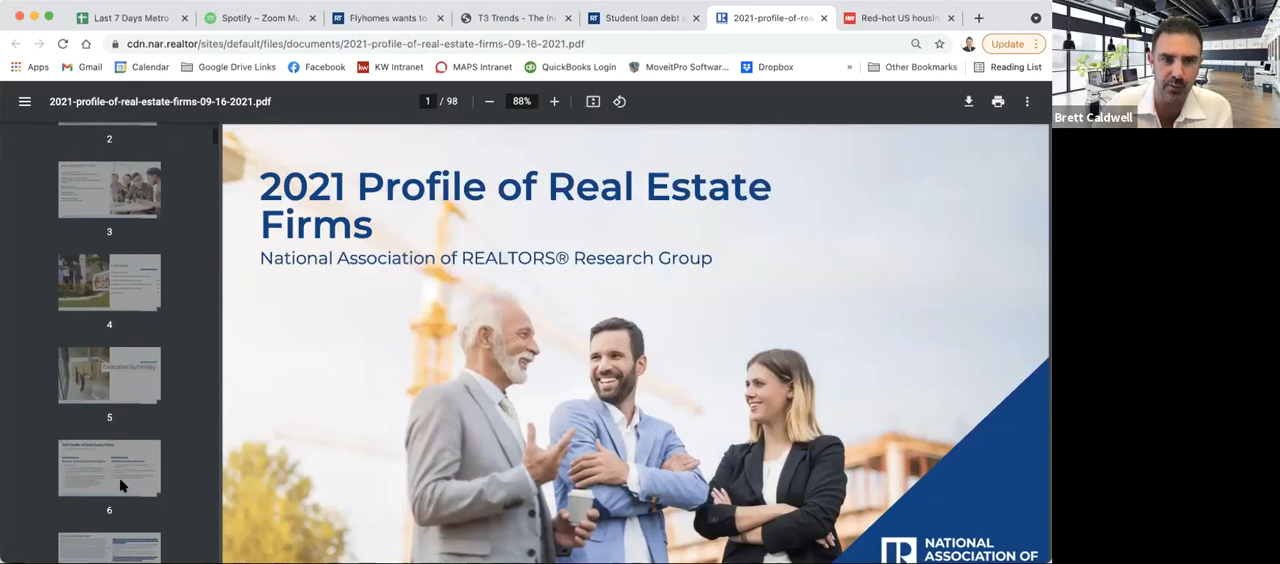 Last 7 Days Metro
Spotify – Zoom Mu
Flyhomes wants to
T3 Trends - The In
Student loan debt
2021-profile-of-rea
Red-hot US housi
cdn.nar.realtor/sites/default/files/documents/2021-profile-of-real-estate-firms-09-16-2021.pdf
Update
Apps
Gmail
Calendar
Google Drive Links
Facebook
KW Intranet
MAPS Intranet
QuickBooks Login
MoveitPro Softwar...
Dropbox
»
Other Bookmarks
Reading List
2021-profile-of-real-estate-firms-09-16-2021.pdf
1 / 98
88%
Brett Caldwell
2
3
4
Executive Summary
5
6
2021 Profile of Real Estate
Firms
National Association of REALTORS® Research Group
NATIONAL
ASSOCIATION OF